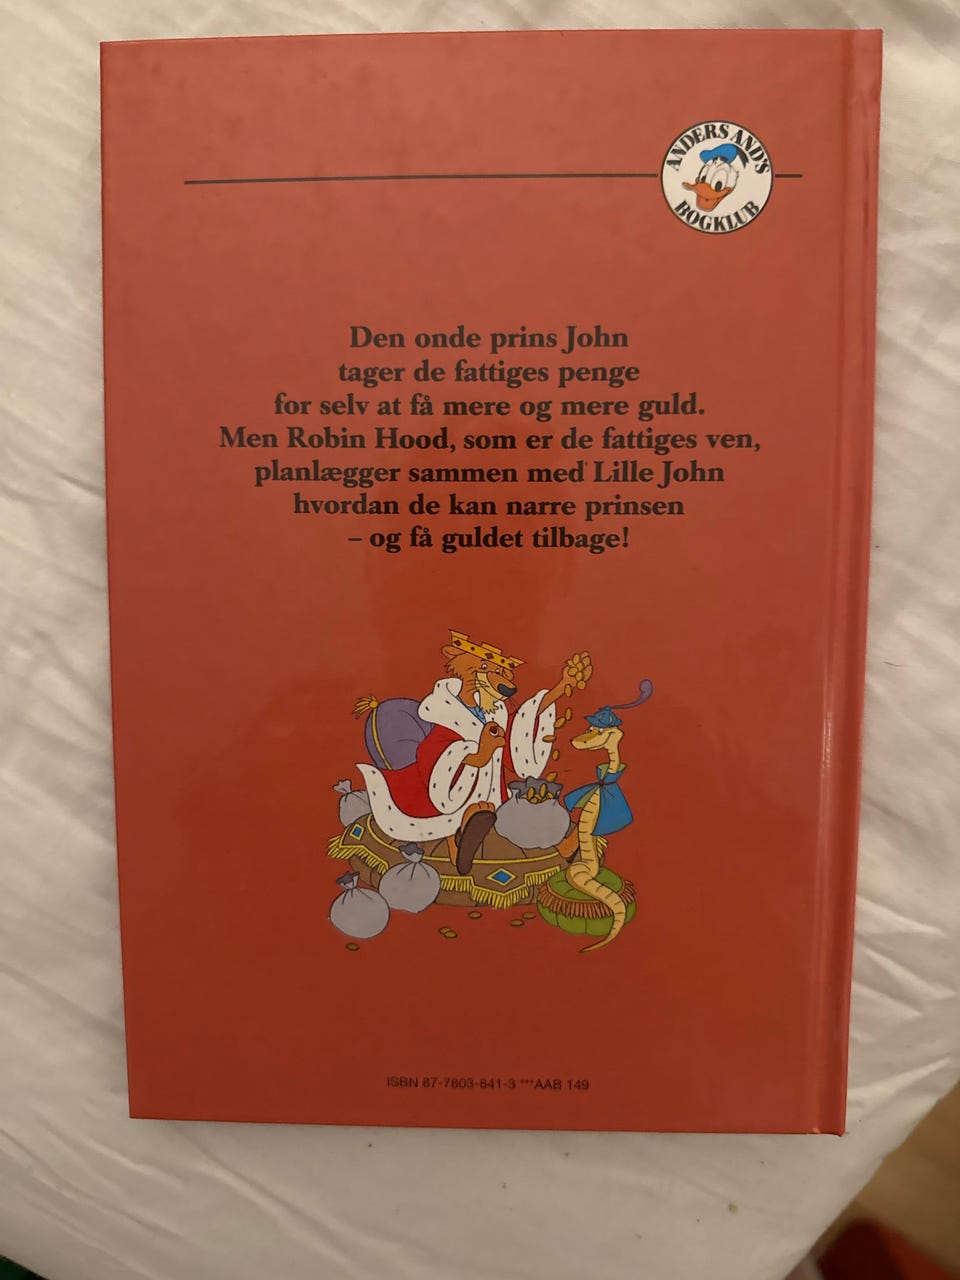 ANDERS AND'S
BOGKLUB
Den onde prins John
tager de fattiges penge
for selv at få mere og mere guld.
Men Robin Hood, som er de fattiges ven,
planlægger sammen med Lille John
hvordan de kan narre prinsen
– og få guldet tilbage!
ISBN 87-7803-841-3 ***AAB 149